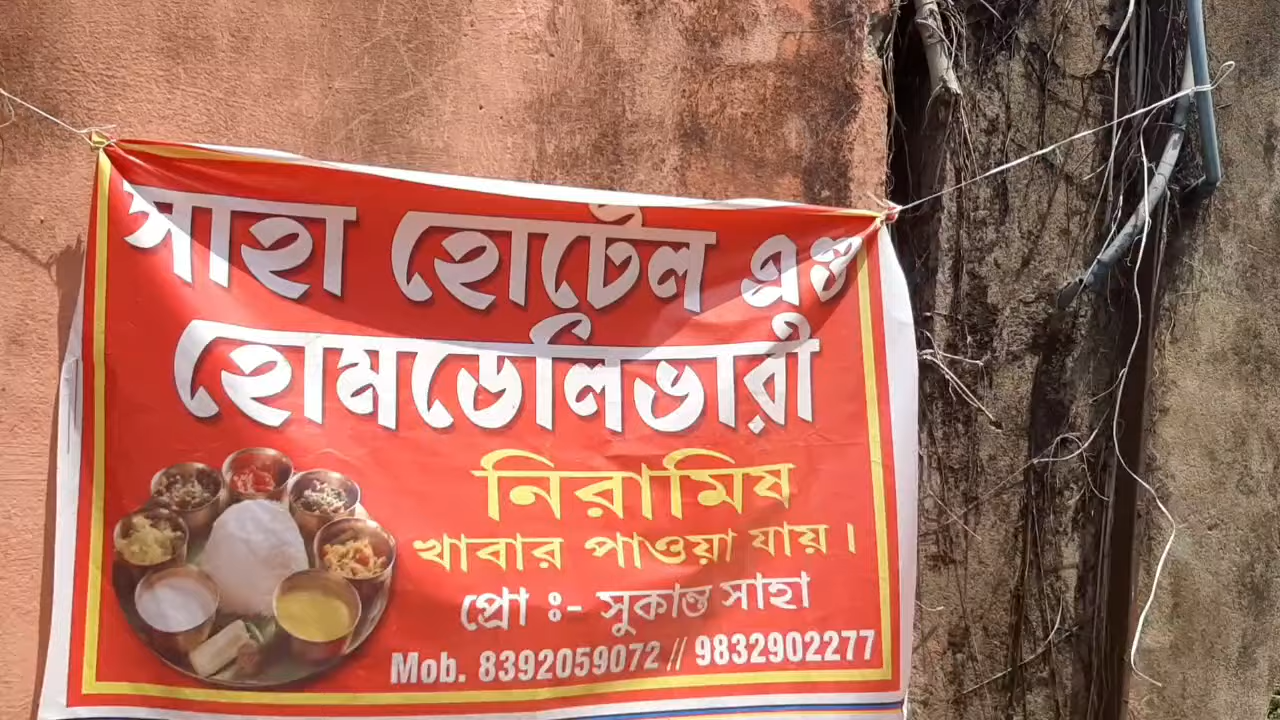 সাহা হোটেল এণ্ড
হোমডেলিভারী
নিরামিষ
খাবার পাওয়া যায়।
প্রো ঃ- সুকান্ত সাহা
Mob. 8392059072 // 9832902277